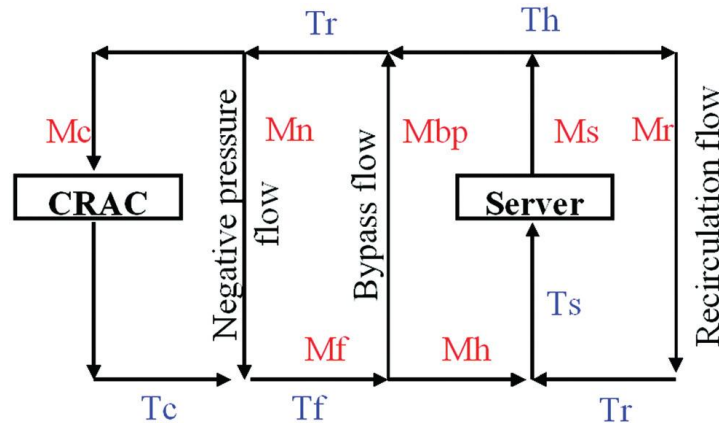 Tr
Th
Mc
Mn
Mbp
Ms
Mr
CRAC
Negative pressure
flow
Bypass flow
Server
Recirculation flow
Ts
Mf
Mh
Tc
Tf
Tr